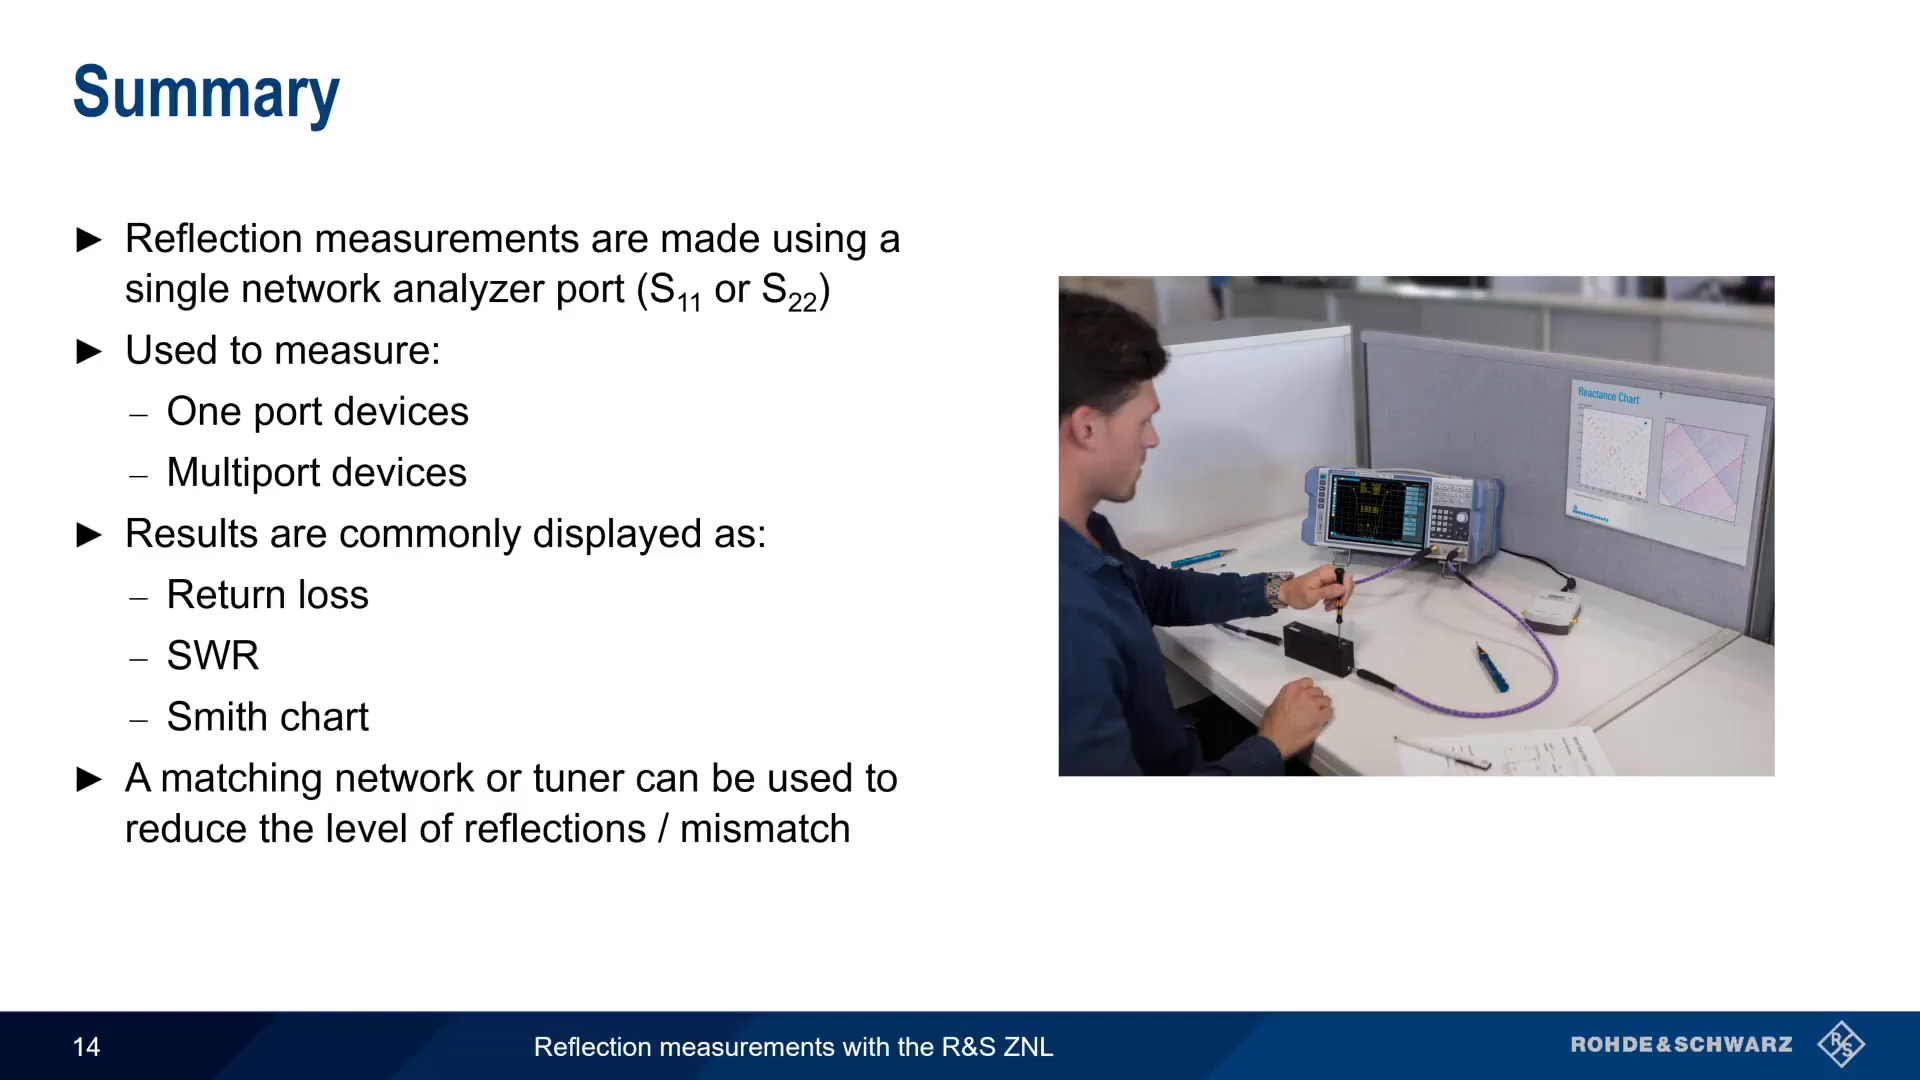 Summary
► Reflection measurements are made using a
single network analyzer port (S11 or S22)
► Used to measure:
– One port devices
– Multiport devices
► Results are commonly displayed as:
– Return loss
– SWR
– Smith chart
► A matching network or tuner can be used to
reduce the level of reflections / mismatch
Reactance Chart
ROHDE&SCHWARZ
14
Reflection measurements with the R&S ZNL
ROHDE&SCHWARZ
R&S